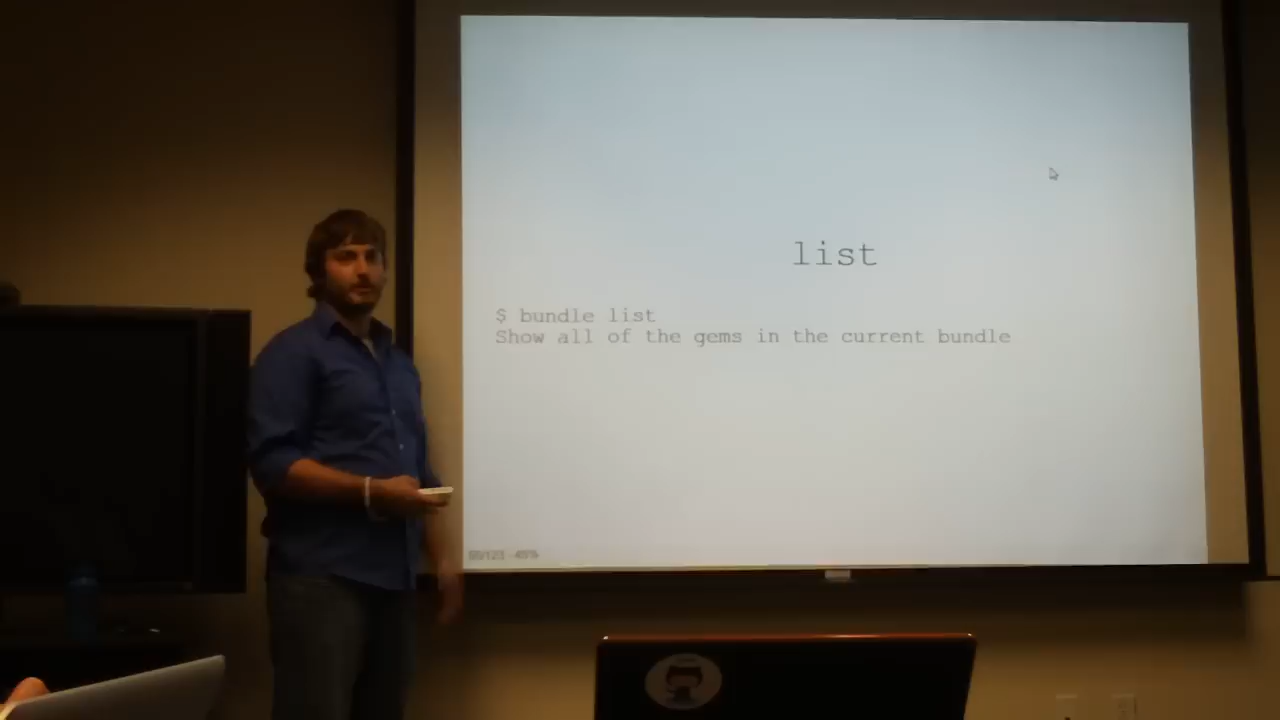 list
$ bundle list
Show all of the gems in the current bundle